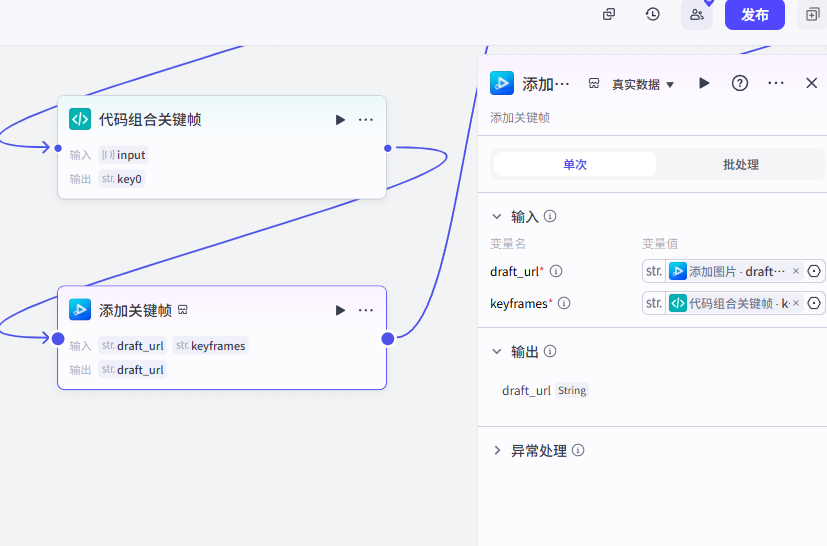 发布
代码组合关键帧
输入 [()] input
输出 str. key0
添加关键帧
输入 str. draft_url str. keyframes
输出 str. draft_url
添加··· 真实数据
添加关键帧
单次 批处理
输入
变量名 变量值
draft_url* str. 添加图片 · draft···
keyframes* str. 代码组合关键帧 · k
输出
draft_url String
异常处理